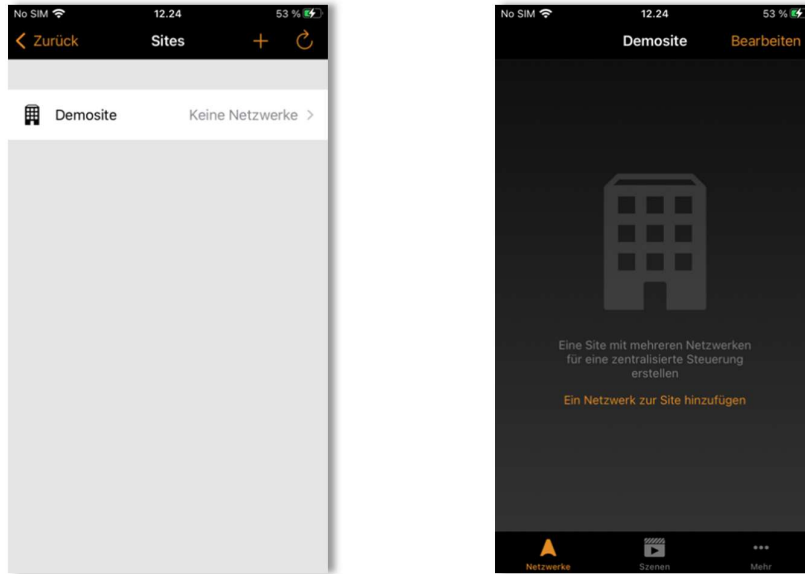 No SIM 12.24 53 %
Zurück Sites
Demosite Keine Netzwerke
No SIM 12.24 53 %
Demosite Bearbeiten
Eine Site mit mehreren Netzwerken
für eine zentralisierte Steuerung
erstellen
Ein Netzwerk zur Site hinzufügen
Netzwerke Szenen Mehr